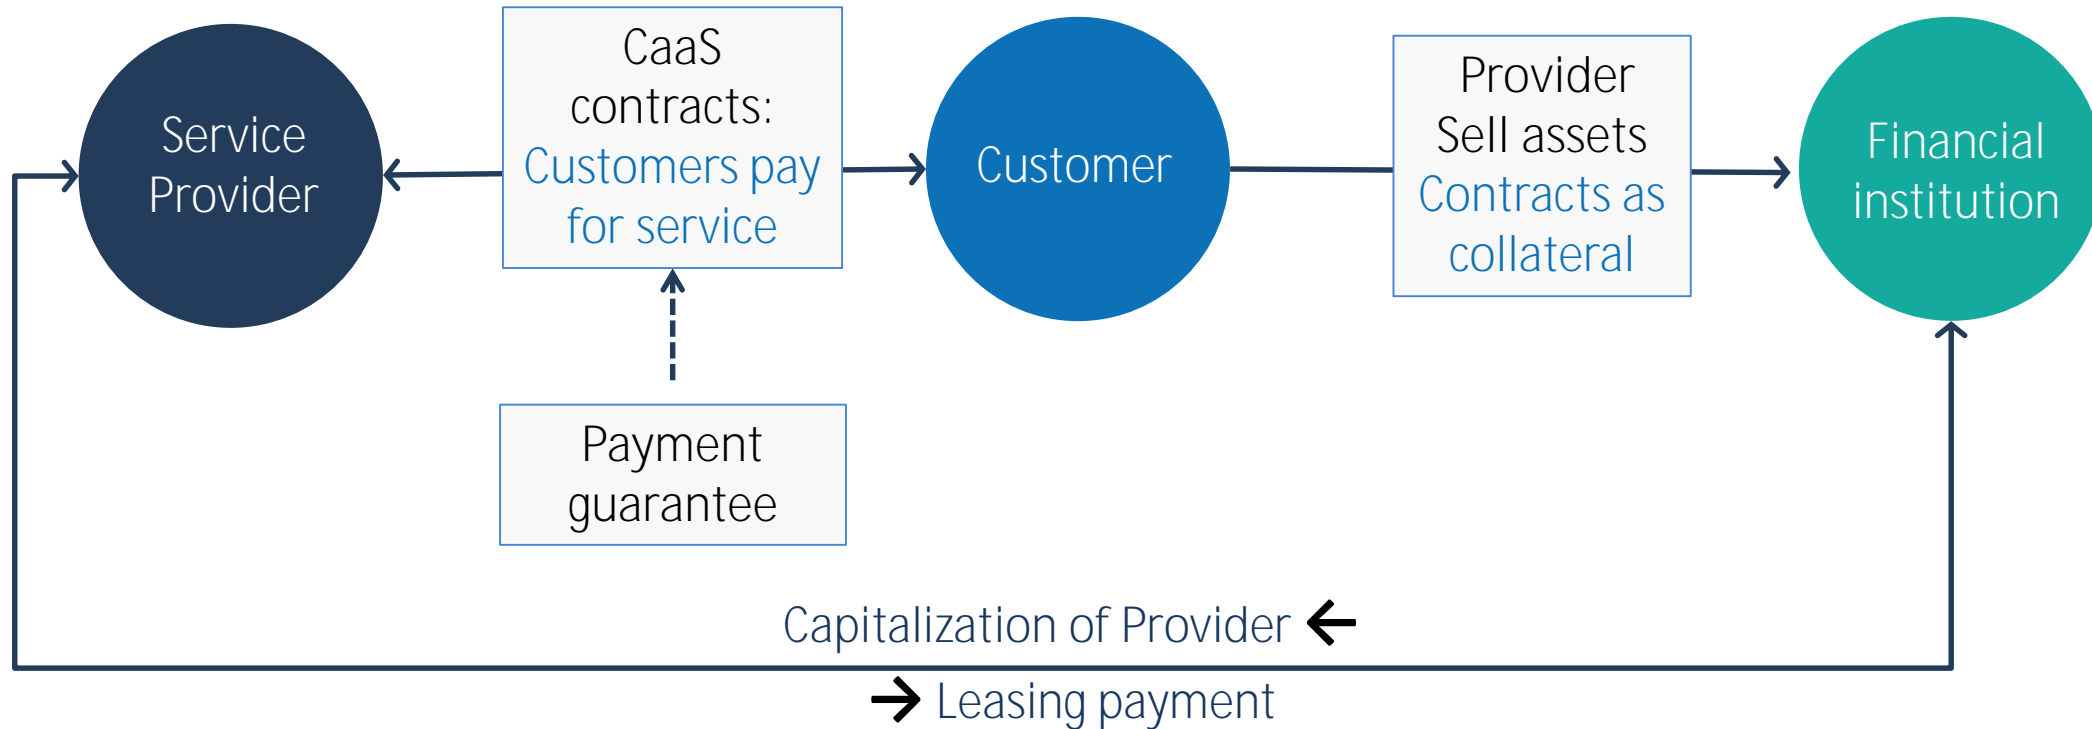 Service
Provider
CaaS
contracts:
Customers pay
for service
Customer
Provider
Sell assets
Contracts as
collateral
Financial
institution
Payment
guarantee
Capitalization of Provider
Leasing payment